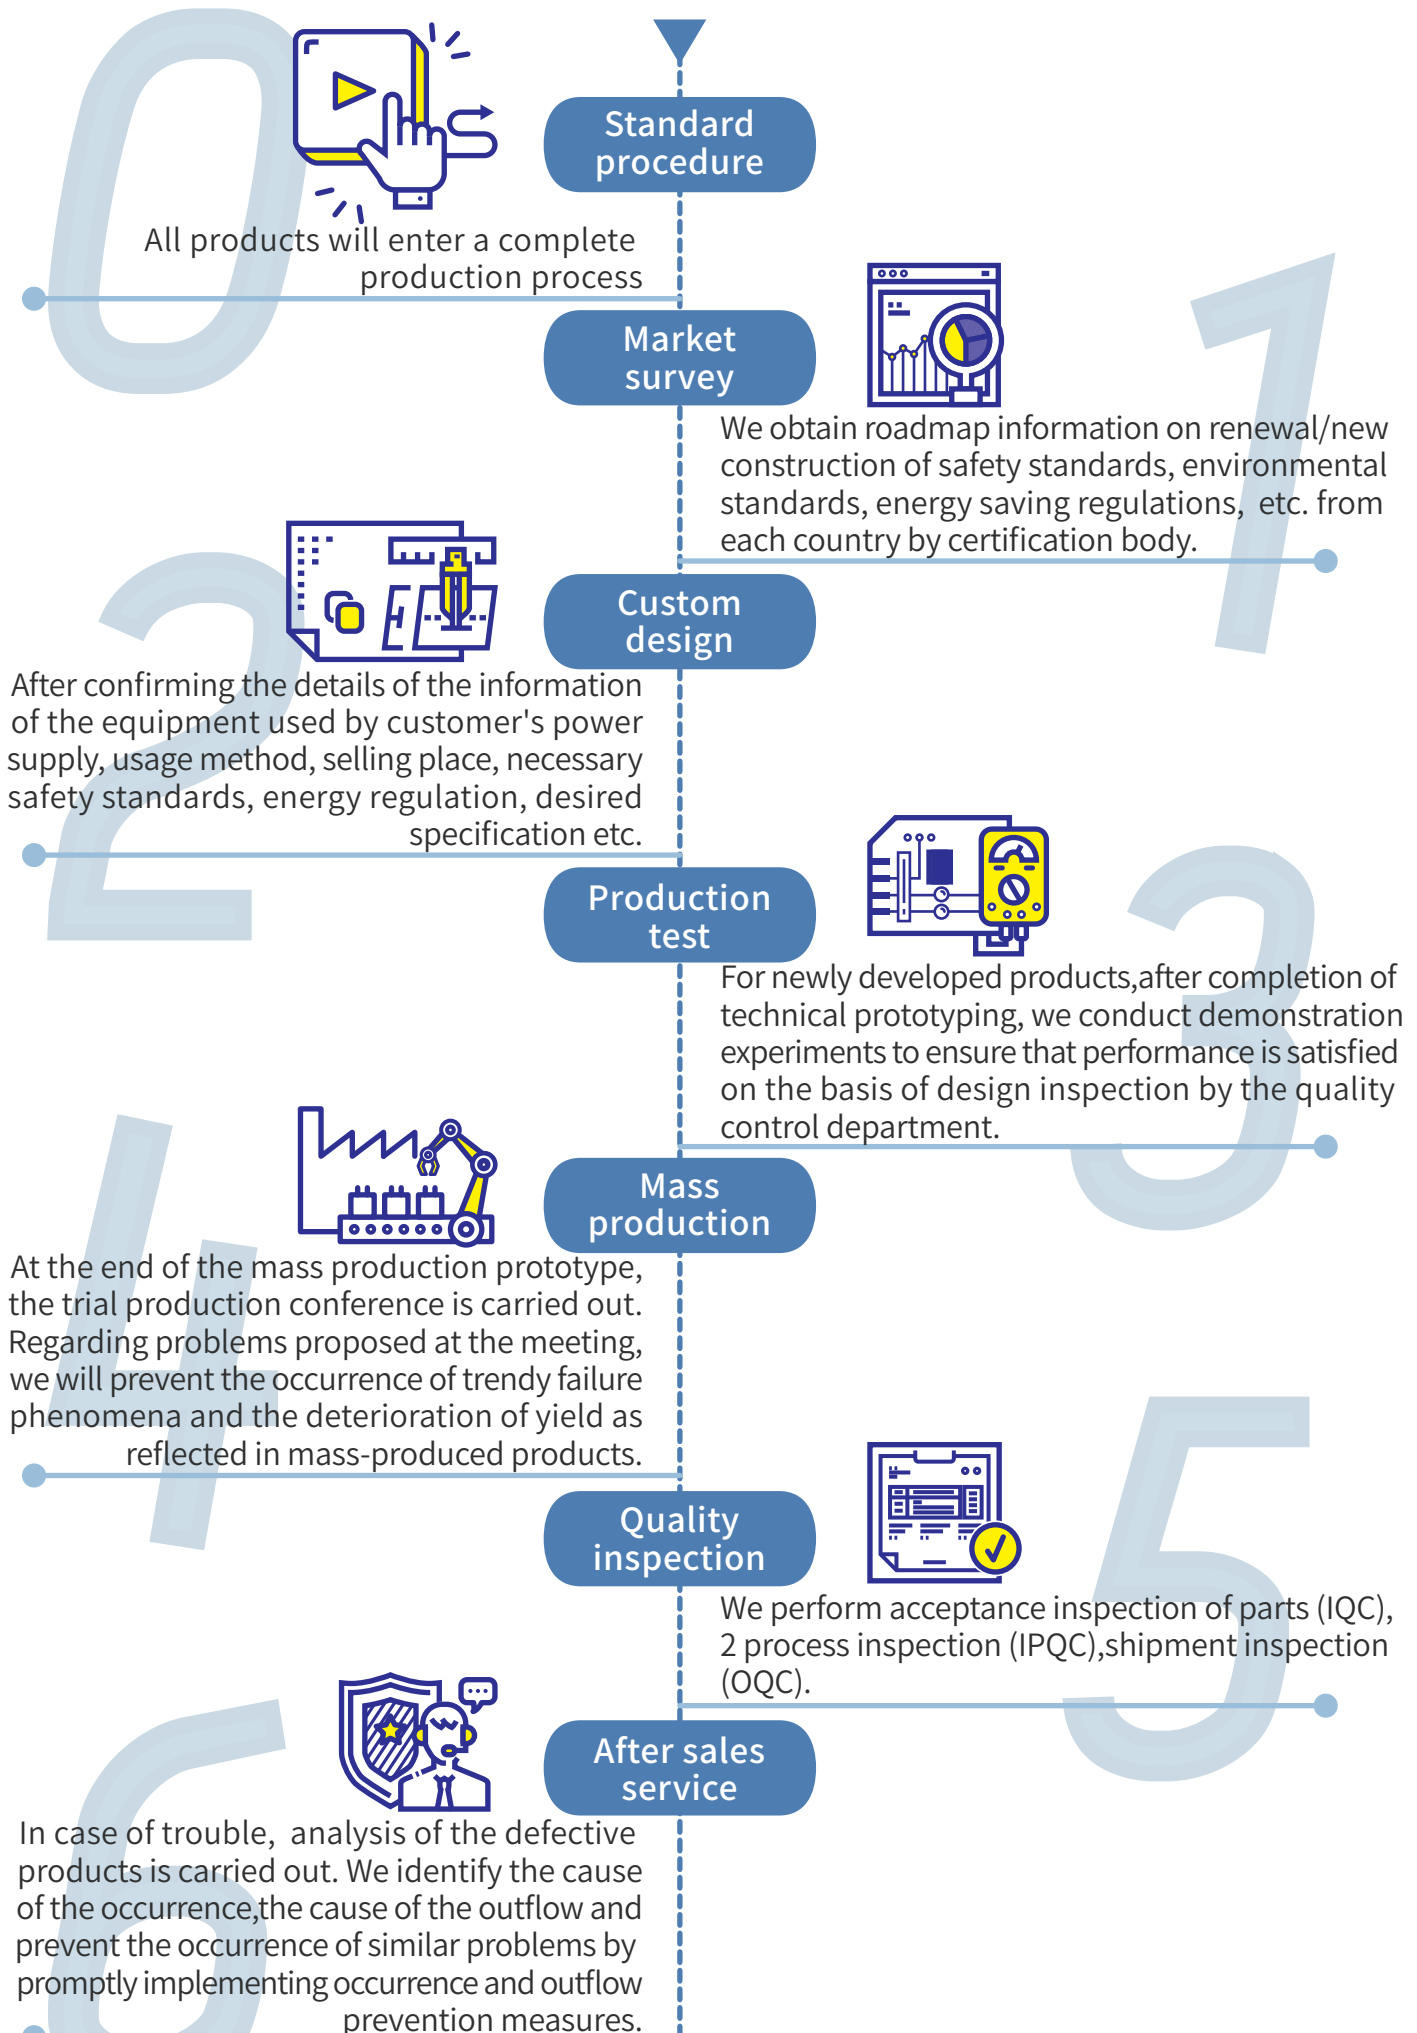 0
Standard
procedure
All products will enter a complete
production process
1
Market
survey
We obtain roadmap information on renewal/new
construction of safety standards, environmental
standards, energy saving regulations, etc. from
each country by certification body.
2
Custom
design
After confirming the details of the information
of the equipment used by customer's power
supply, usage method, selling place, necessary
safety standards, energy regulation, desired
specification etc.
3
Production
test
For newly developed products,after completion of
technical prototyping, we conduct demonstration
experiments to ensure that performance is satisfied
on the basis of design inspection by the quality
control department.
4
Mass
production
At the end of the mass production prototype,
the trial production conference is carried out.
Regarding problems proposed at the meeting,
we will prevent the occurrence of trendy failure
phenomena and the deterioration of yield as
reflected in mass-produced products.
5
Quality
inspection
We perform acceptance inspection of parts (IQC),
2 process inspection (IPQC),shipment inspection
(OQC).
6
After sales
service
In case of trouble, analysis of the defective
products is carried out. We identify the cause
of the occurrence,the cause of the outflow and
prevent the occurrence of similar problems by
promptly implementing occurrence and outflow
prevention measures.